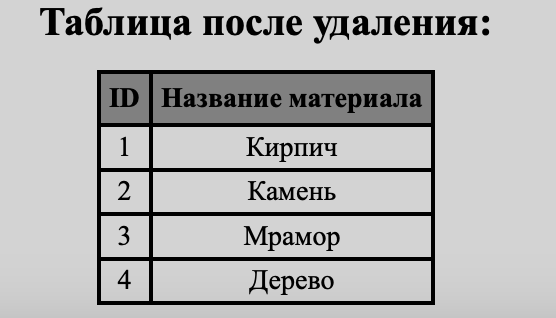 Таблица после удаления:
ID Название материала
1 Кирпич
2 Камень
3 Мрамор
4 Дерево